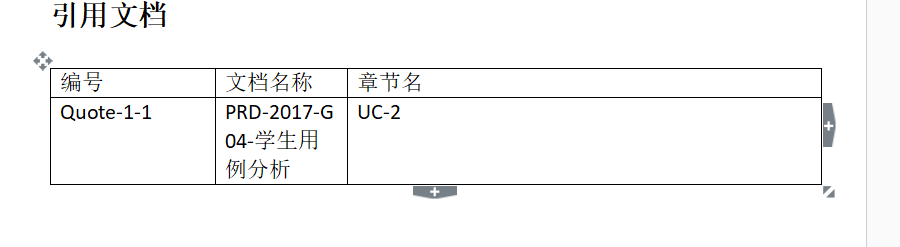 引用文档
编号 文档名称 章节名
Quote-1-1 PRD-2017-G UC-2
04-学生用
例分析